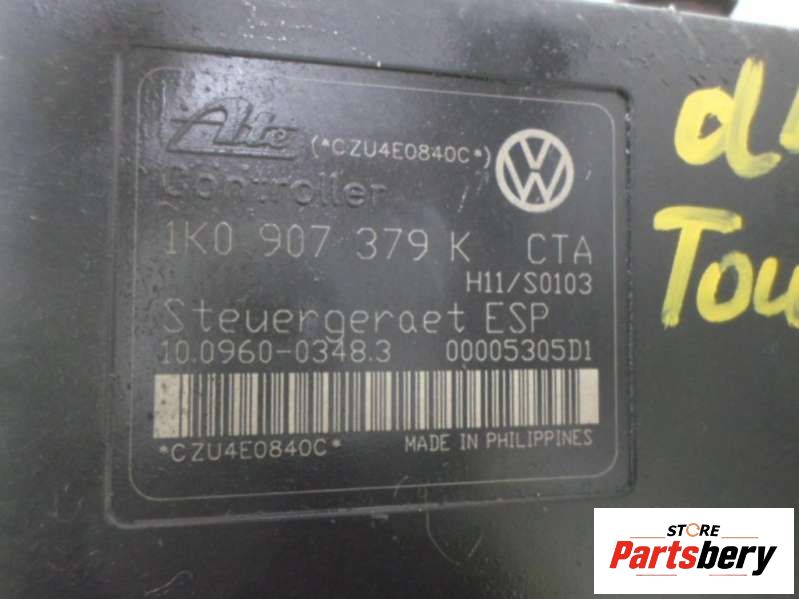 Ate (*CZU4E0840C*)
Controller
1K0 907 379 K CTA
H11/S0103
Steuergeraet ESP
10.0960-0348.3 00005305D1
*CZU4E0840C* MADE IN PHILIPPINES
STORE
Partsbery